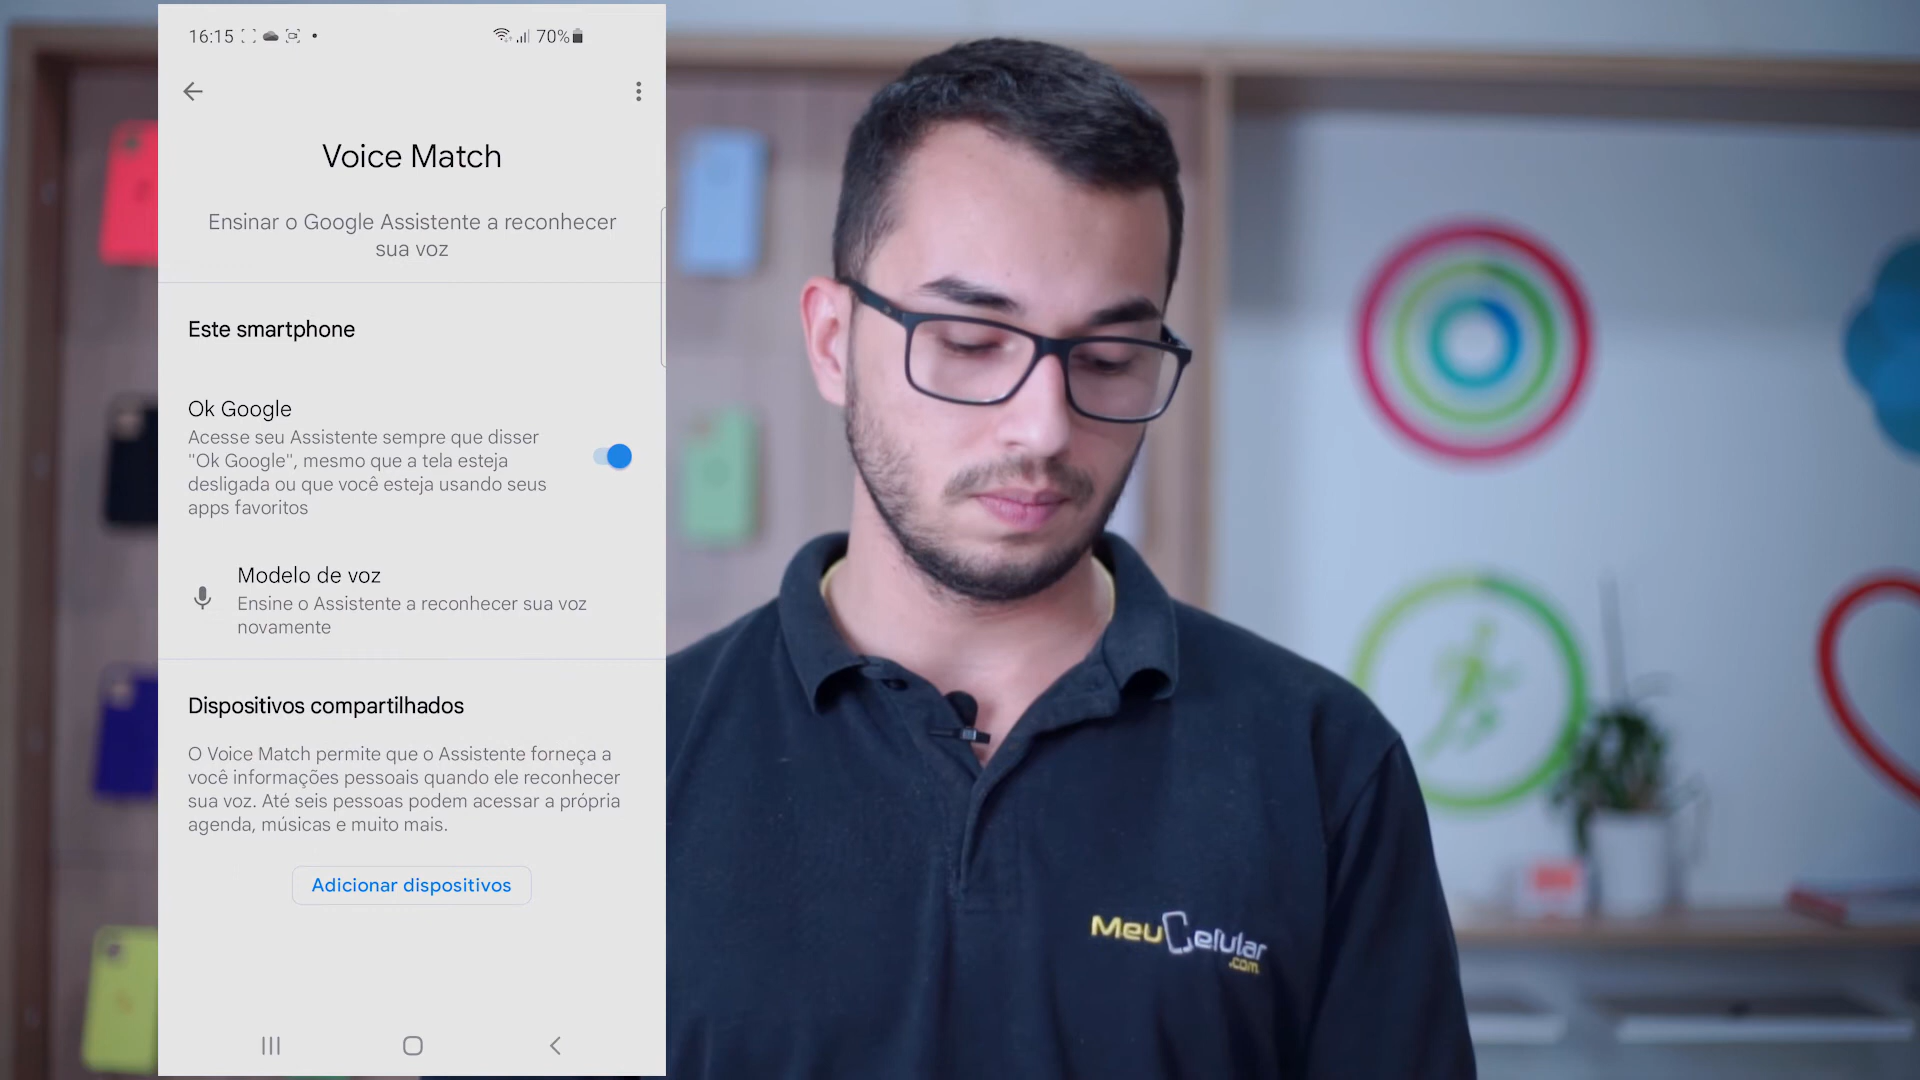 16:15
70%
Voice Match
Ensinar o Google Assistente a reconhecer
sua voz
Este smartphone
Ok Google
Acesse seu Assistente sempre que disser
"Ok Google", mesmo que a tela esteja
desligada ou que você esteja usando seus
apps favoritos
Modelo de voz
Ensine o Assistente a reconhecer sua voz
novamente
Dispositivos compartilhados
O Voice Match permite que o Assistente forneça a
você informações pessoais quando ele reconhecer
sua voz. Até seis pessoas podem acessar a própria
agenda, músicas e muito mais.
Adicionar dispositivos
MeuCelular
.com